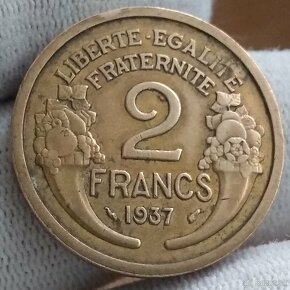 LIBERTE · EGALITE
FRATERNITE
2
FRANCS
1937